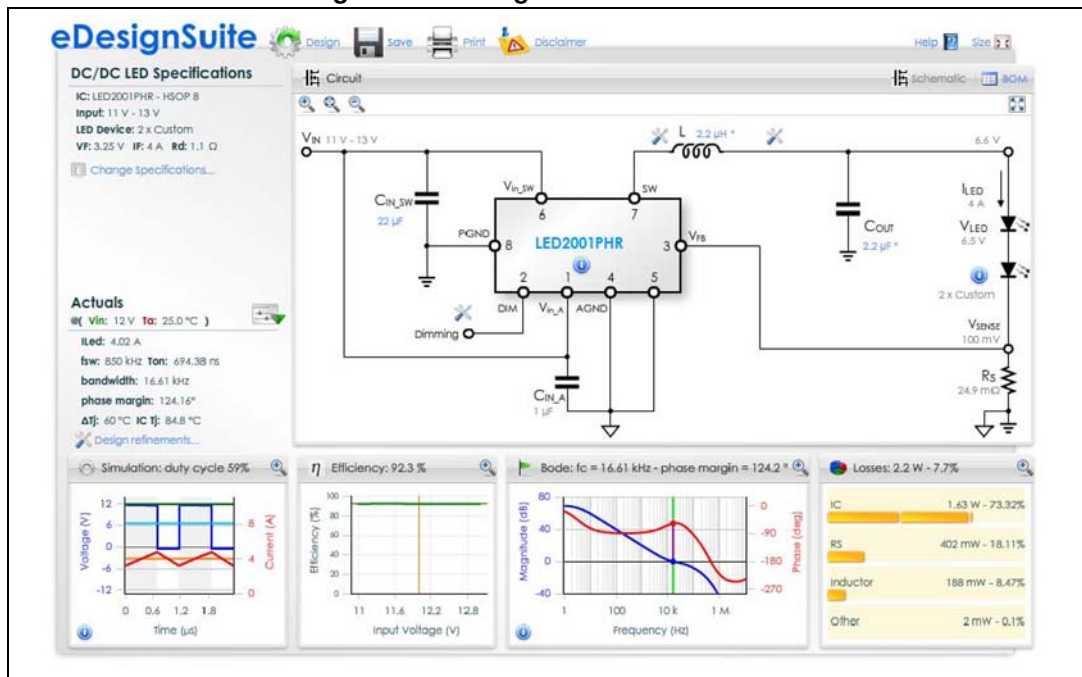 eDesignSuite Design Save Print Disclaimer Help Size
DC/DC LED Specifications
IC: LED2001PHR - HSOP 8
Input: 11 V - 13 V
LED Device: 2 x Custom
VF: 3.25 V IF: 4 A Rd: 1.1 Ω
Change Specifications...
Actuals
@( Vin: 12 V Ta: 25.0 °C )
ILed: 4.02 A
fsw: 850 kHz Ton: 694.38 ns
bandwidth: 16.61 kHz
phase margin: 124.16°
ΔTj: 60 °C IC Tj: 84.8 °C
Design refinements...
Circuit Schematic BOM
VIN 11 V - 13 V
L 2.2 µH *
6.6 V
Vin_SW
SW
CIN_SW
22 µF
6 7
PGND 8 LED2001PHR 3 VFB
2 1 4 5
DIM Vin_A AGND
Dimming
CIN_A
1 µF
COUT
2.2 µF *
ILED
4 A
VLED
6.5 V
2 x Custom
VSENSE
100 mV
RS
24.9 mΩ
Simulation: duty cycle 59%
Voltage (V)
12
6
0
-6
-12
8
4
0
Current (A)
0 0.6 1.2 1.8
Time (µs)
η Efficiency: 92.3 %
Efficiency (%)
100
80
60
40
20
0
11 11.6 12.2 12.8
Input Voltage (V)
Bode: fc = 16.61 kHz - phase margin = 124.2 °
Magnitude (dB)
80
40
0
-40
0
-90
-180
-270
Phase (deg)
1 100 10 k 1 M
Frequency (Hz)
Losses: 2.2 W - 7.7%
IC 1.63 W - 73.32%
RS 402 mW - 18.11%
Inductor 188 mW - 8.47%
Other 2 mW - 0.1%